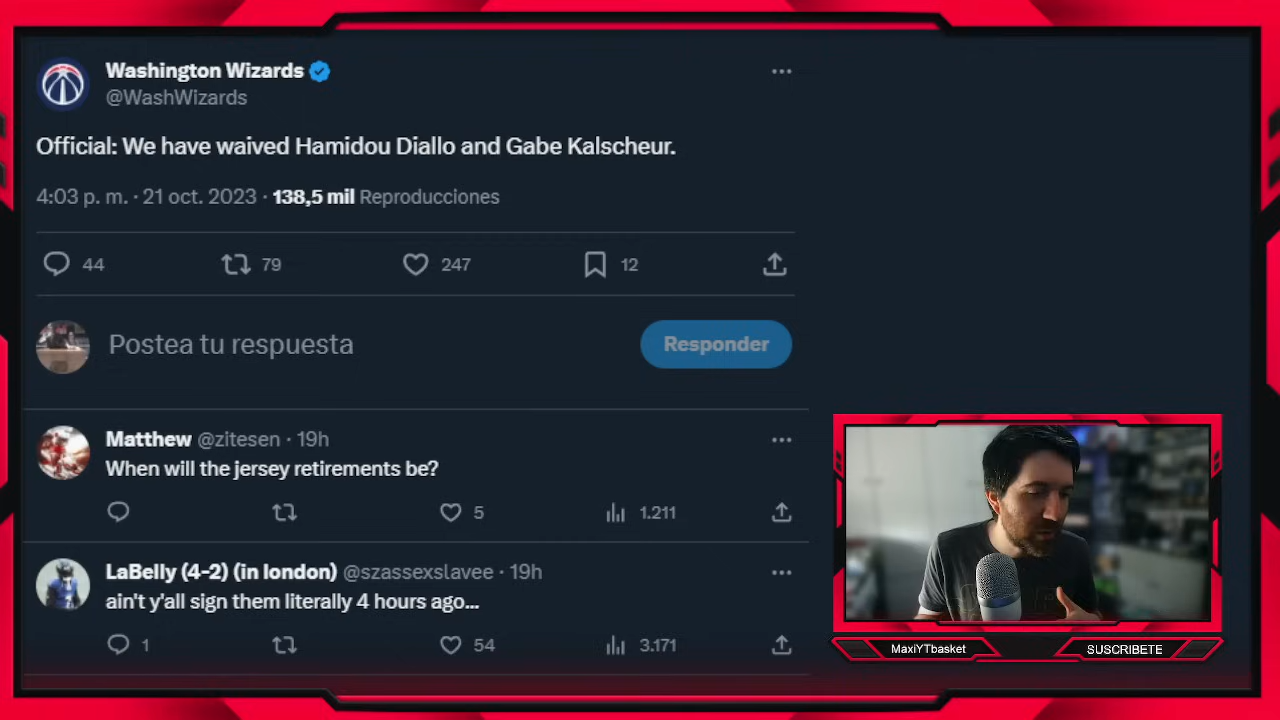 Washington Wizards
@WashWizards
Official: We have waived Hamidou Diallo and Gabe Kalscheur.
4:03 p. m. · 21 oct. 2023 · 138,5 mil Reproducciones
44 79 247 12
Postea tu respuesta
Responder
Matthew @zitesen · 19h
When will the jersey retirements be?
5 1.211
LaBelly (4-2) (in london) @szassexslavee · 19h
ain't y'all sign them literally 4 hours ago...
1 54 3.171
MaxiYTbasket
SUSCRIBETE